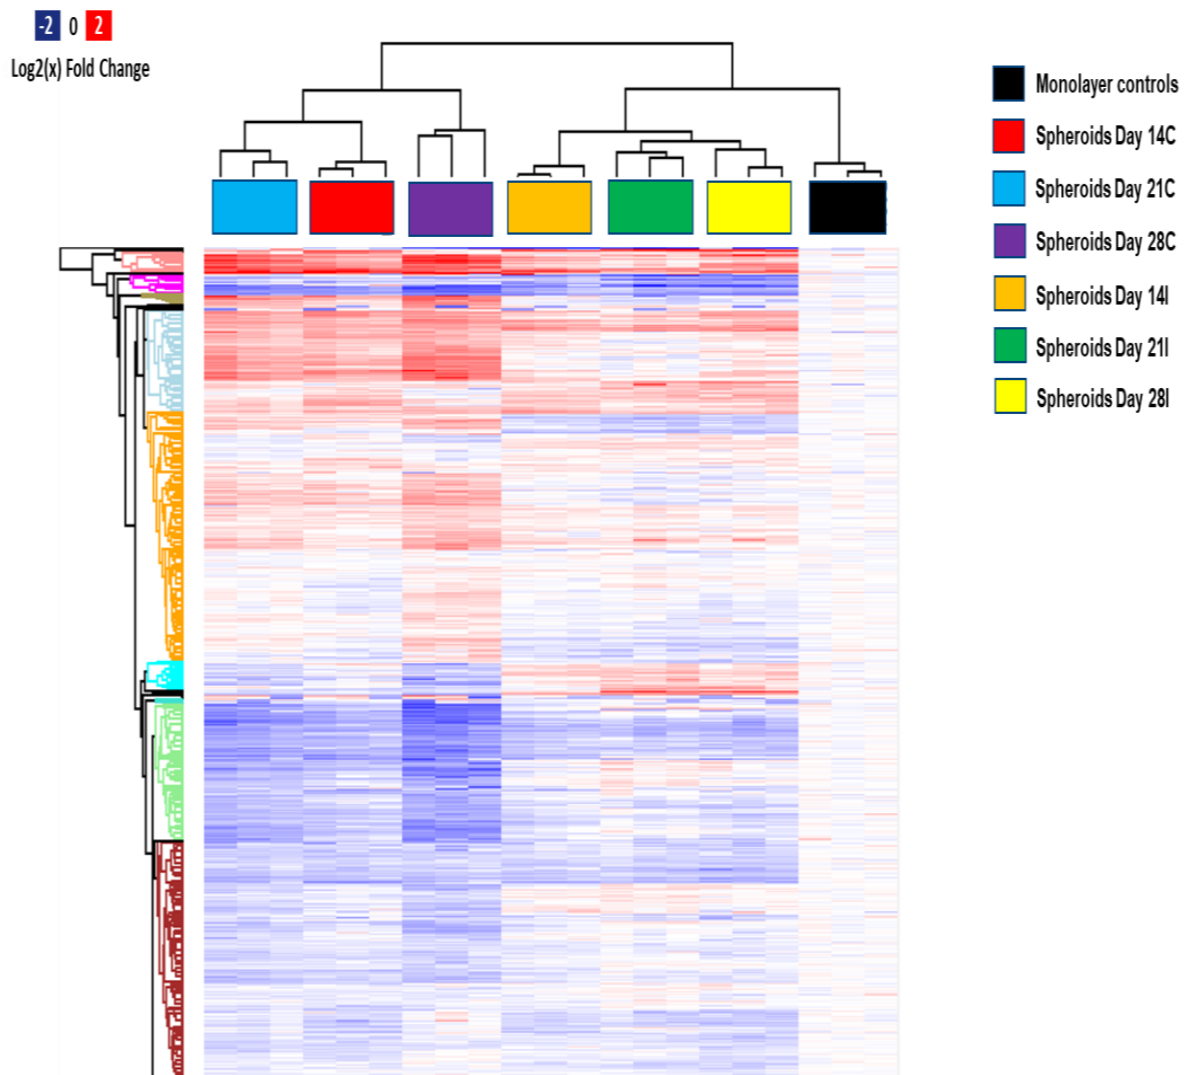 -2 0 2
Log2(x) Fold Change
Monolayer controls
Spheroids Day 14C
Spheroids Day 21C
Spheroids Day 28C
Spheroids Day 14I
Spheroids Day 21I
Spheroids Day 28I